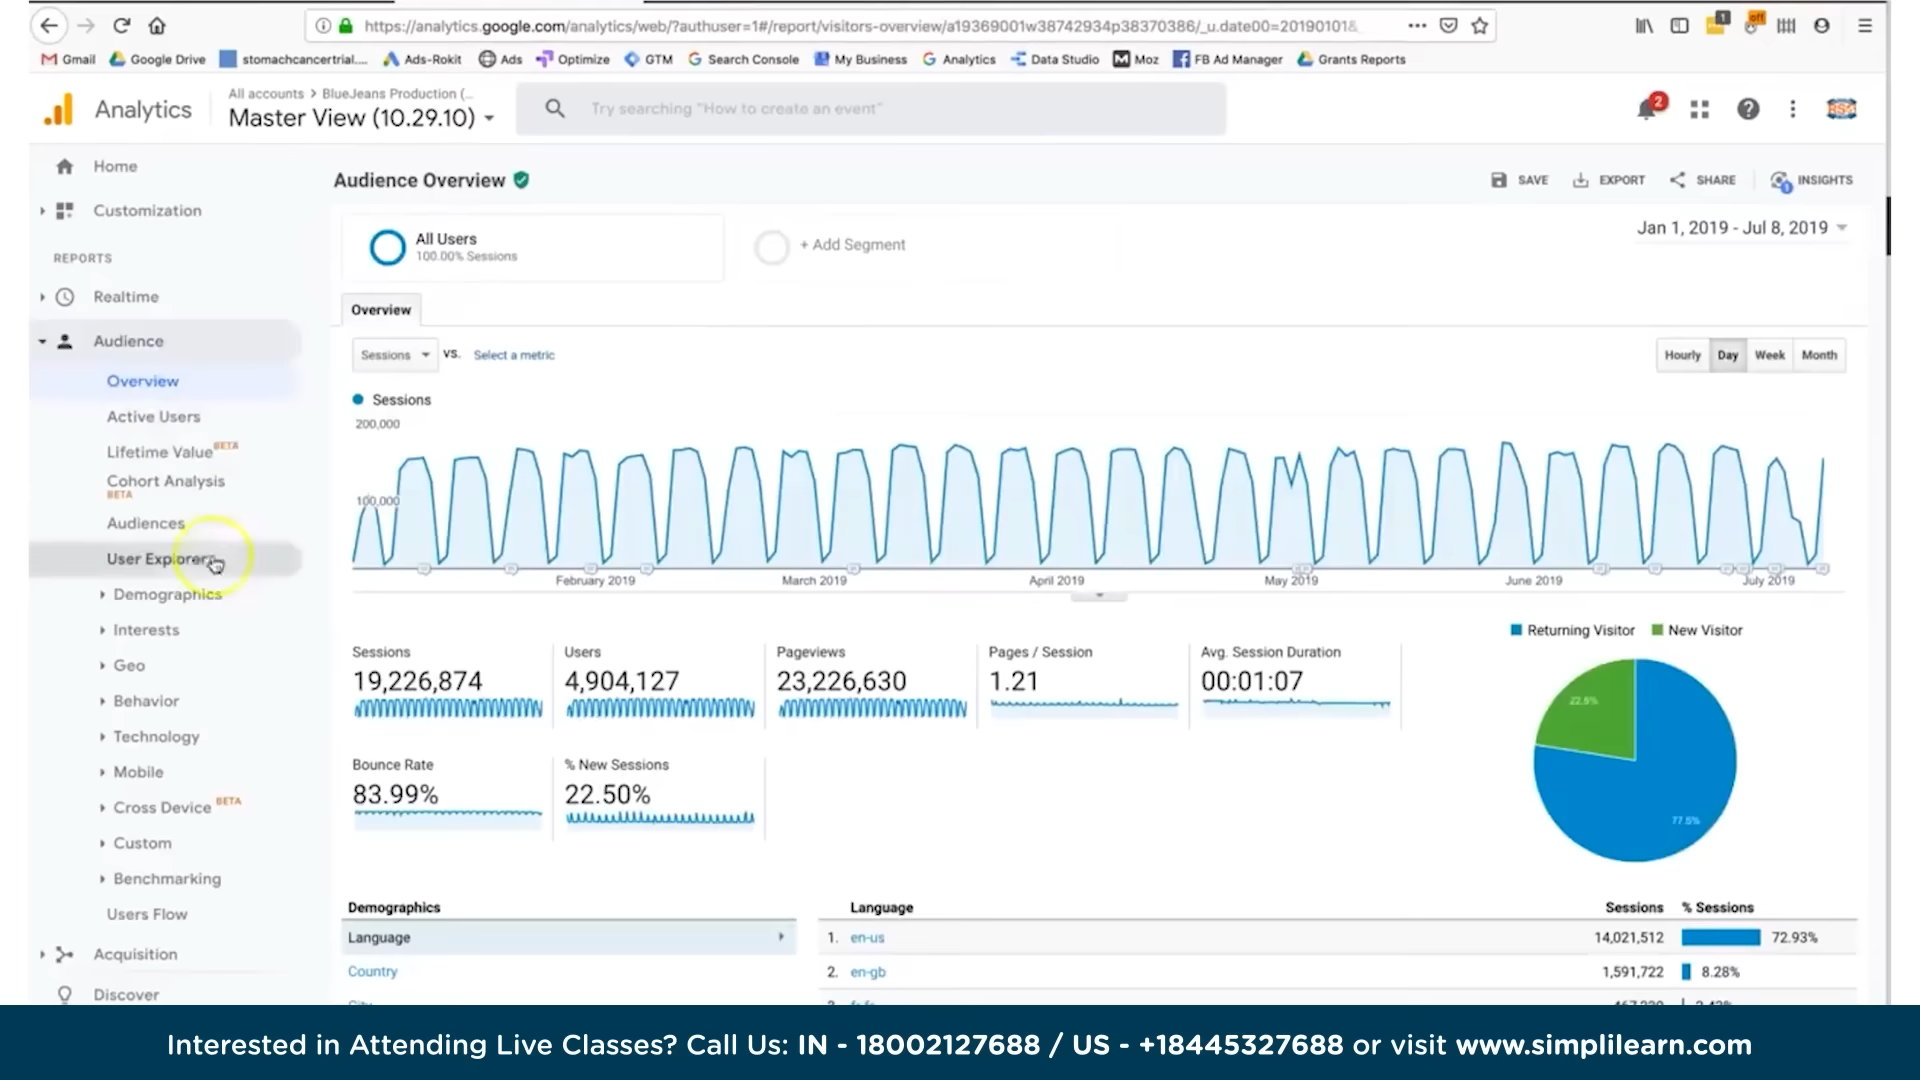 https://analytics.google.com/analytics/web/?authuser=1#/report/visitors-overview/a19369001w38742934p38370386/_u.date00=20190101&
1
off
Gmail
Google Drive
stomachcancertrial....
Ads-Rokit
Ads
Optimize
GTM
Search Console
My Business
Analytics
Data Studio
Moz
FB Ad Manager
Grants Reports
Analytics
All accounts > BlueJeans Production (...
Master View (10.29.10)
Try searching "How to create an event"
2
Home
Customization
REPORTS
Realtime
Audience
Overview
Active Users
Lifetime Value BETA
Cohort Analysis
BETA
Audiences
User Explorer
Demographics
Interests
Geo
Behavior
Technology
Mobile
Cross Device BETA
Custom
Benchmarking
Users Flow
Acquisition
Discover
Audience Overview
SAVE
EXPORT
SHARE
INSIGHTS
All Users
100.00% Sessions
+ Add Segment
Jan 1, 2019 - Jul 8, 2019
Overview
Sessions
VS.
Select a metric
Hourly
Day
Week
Month
Sessions
200,000
100,000
February 2019
March 2019
April 2019
May 2019
June 2019
July 2019
Sessions
19,226,874
Users
4,904,127
Pageviews
23,226,630
Pages / Session
1.21
Avg. Session Duration
00:01:07
Bounce Rate
83.99%
% New Sessions
22.50%
Returning Visitor
New Visitor
22.5%
77.5%
Demographics
Language
Country
Language
Sessions
% Sessions
1. en-us
14,021,512
72.93%
2. en-gb
1,591,722
8.28%
Interested in Attending Live Classes? Call Us: IN - 18002127688 / US - +18445327688 or visit www.simplilearn.com